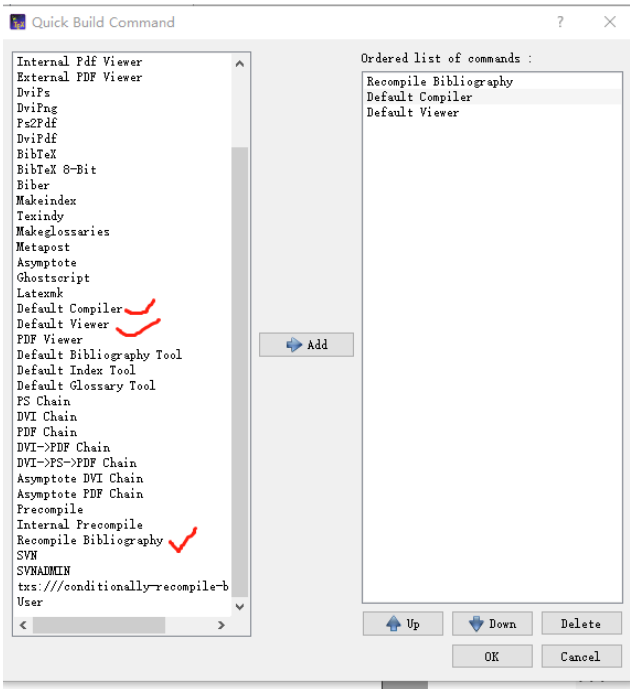 Quick Build Command
Internal Pdf Viewer
External PDF Viewer
DviPs
DviPng
Ps2Pdf
DviPdf
BibTeX
BibTeX 8-Bit
Biber
Makeindex
Texindy
Makeglossaries
Metapost
Asymptote
Ghostscript
Latexmk
Default Compiler
Default Viewer
PDF Viewer
Default Bibliography Tool
Default Index Tool
Default Glossary Tool
PS Chain
DVI Chain
PDF Chain
DVI->PDF Chain
DVI->PS->PDF Chain
Asymptote DVI Chain
Asymptote PDF Chain
Precompile
Internal Precompile
Recompile Bibliography
SVN
SVNADMIN
txs:///conditionally-recompile-b
User
Add
Ordered list of commands :
Recompile Bibliography
Default Compiler
Default Viewer
Up
Down
Delete
OK
Cancel